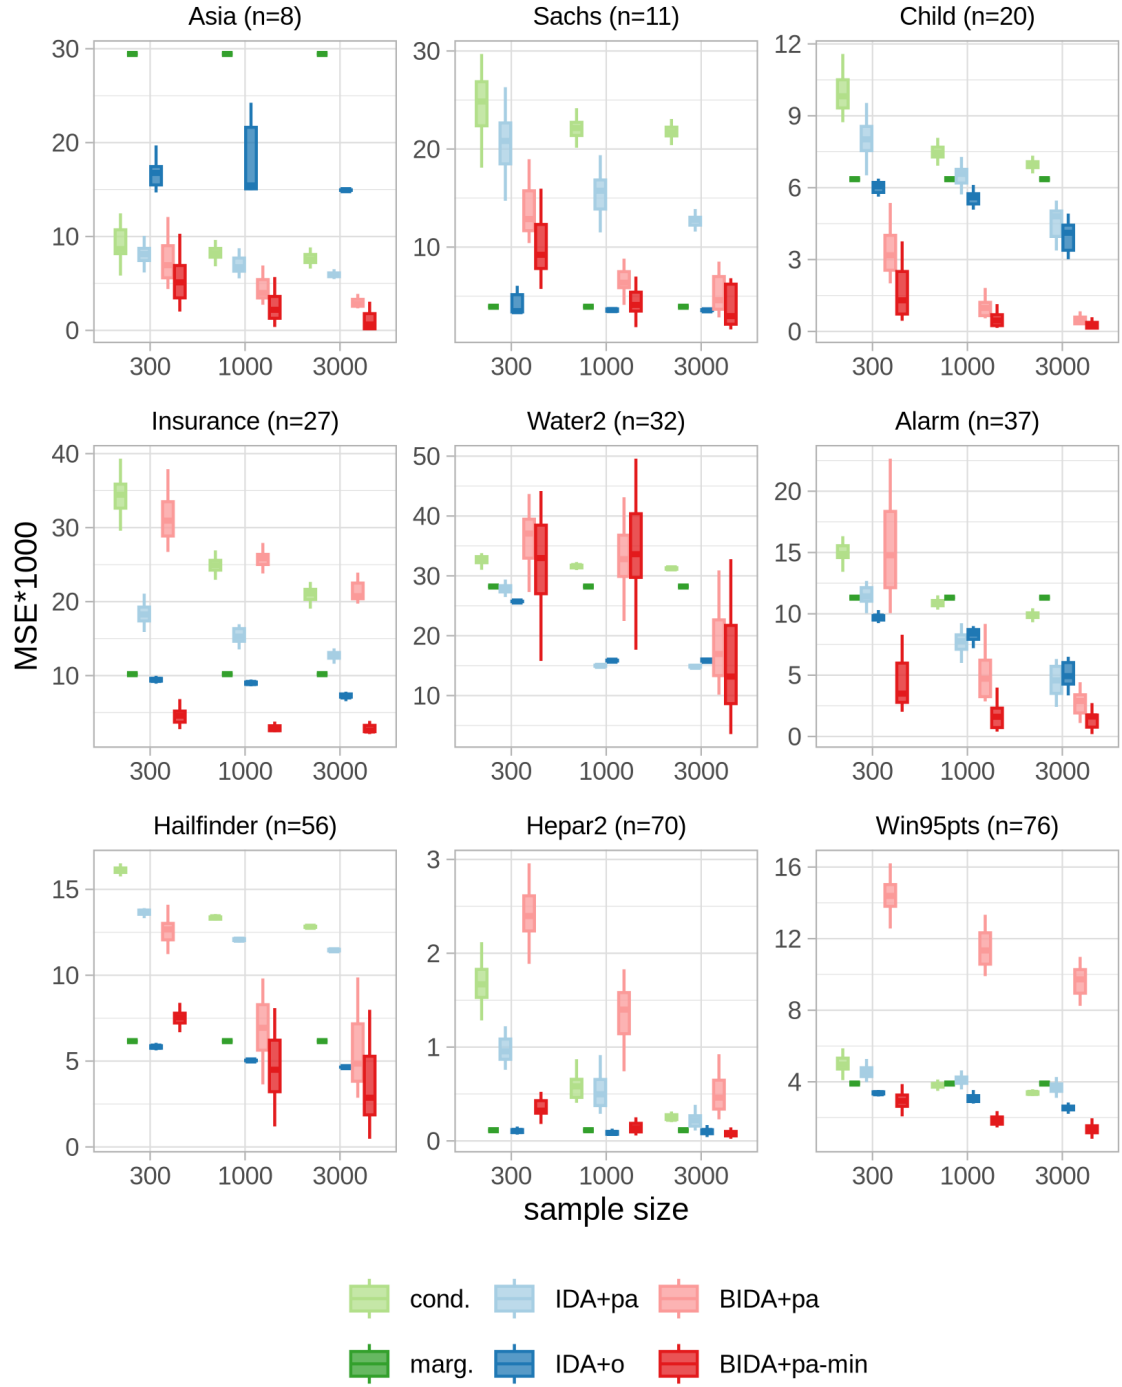 Asia (n=8) Sachs (n=11) Child (n=20)
30 30 12
9
20 20
6
10 10
3
0 0
300 1000 3000 300 1000 3000 300 1000 3000
Insurance (n=27) Water2 (n=32) Alarm (n=37)
40 50
20
40
30 15
30
20 10
20
10 5
10
0
300 1000 3000 300 1000 3000 300 1000 3000
MSE*1000
Hailfinder (n=56) Hepar2 (n=70) Win95pts (n=76)
3 16
15
12
2
10
8
1
5
4
0 0
300 1000 3000 300 1000 3000 300 1000 3000
sample size
cond. IDA+pa BIDA+pa
marg. IDA+o BIDA+pa-min